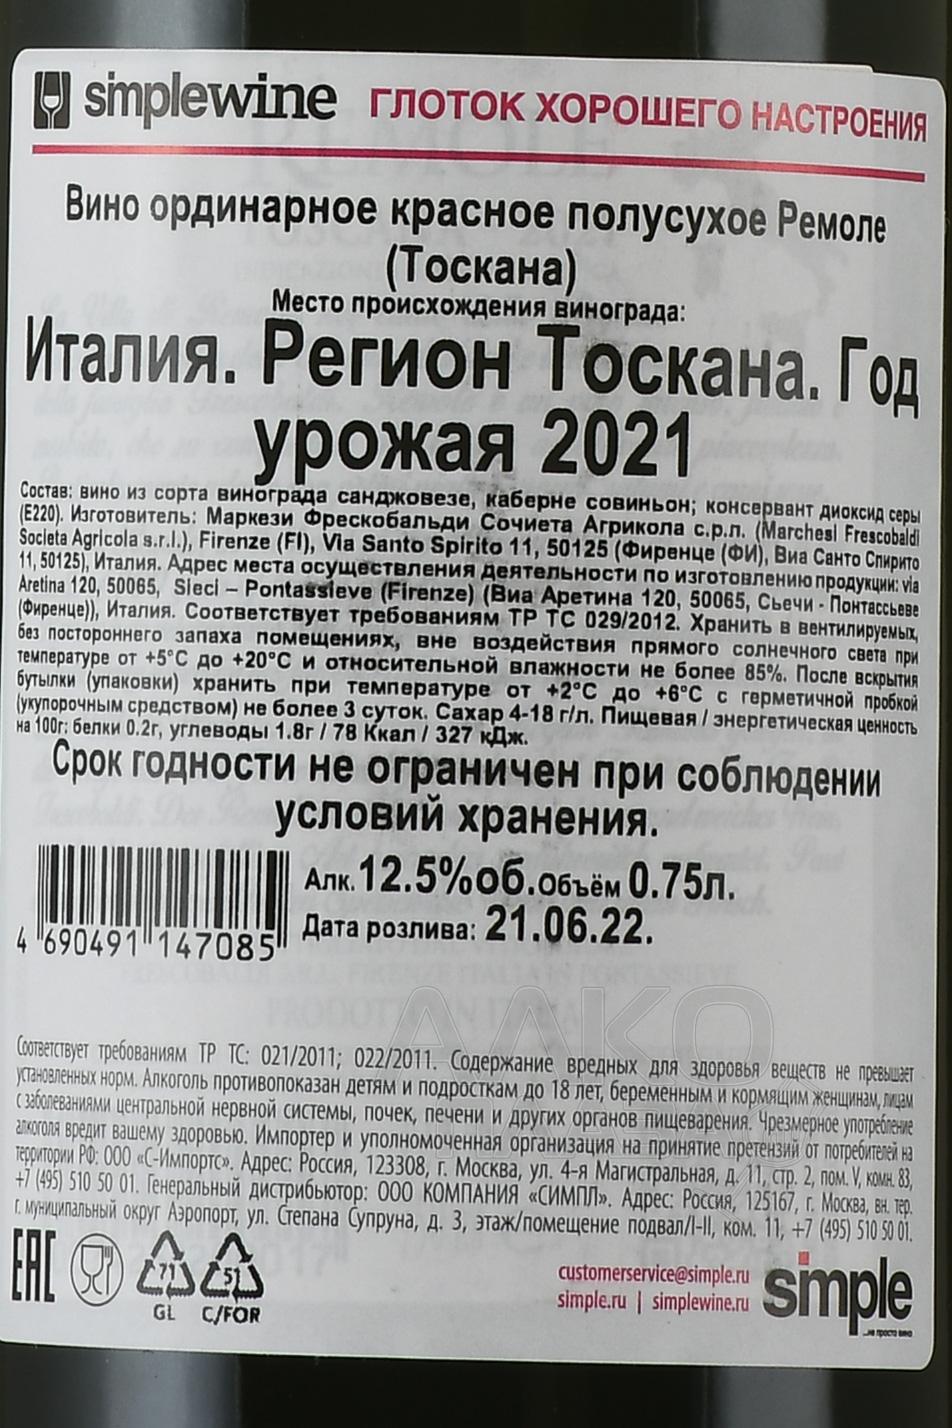 simplewine ГЛОТОК ХОРОШЕГО НАСТРОЕНИЯ
Вино ординарное красное полусухое Ремоле
(Тоскана)
Место происхождения винограда:
Италия. Регион Тоскана. Год
урожая 2021
Состав: вино из сорта винограда санджовезе, каберне совиньон; консервант диоксид серы
(Е220). Изготовитель: Маркези Фрескобальди Сочиета Агрикола с.р.л. (Marchesi Frescobaldi
Societa Agricola s.r.l.), Firenze (FI), Via Santo Spirito 11, 50125 (Фиренце (ФИ), Виа Санто Спирито
11, 50125), Италия. Адрес места осуществления деятельности по изготовлению продукции: via
Aretina 120, 50065, Sieci – Pontassieve (Firenze) (Виа Аретина 120, 50065, Сьечи - Понтассьеве
(Фиренце)), Италия. Соответствует требованиям ТР ТС 029/2012. Хранить в вентилируемых,
без постороннего запаха помещениях, вне воздействия прямого солнечного света при
температуре от +5°С до +20°С и относительной влажности не более 85%. После вскрытия
бутылки (упаковки) хранить при температуре от +2°С до +6°С с герметичной пробкой
(укупорочным средством) не более 3 суток. Сахар 4-18 г/л. Пищевая / энергетическая ценность
на 100г: белки 0.2г, углеводы 1.8г / 78 Ккал / 327 кДж.
Срок годности не ограничен при соблюдении
условий хранения.
Алк. 12.5%об. Объём 0.75л.
Дата розлива: 21.06.22.
4 690491 147085
АЛКО
Соответствует требованиям ТР ТС: 021/2011; 022/2011. Содержание вредных для здоровья веществ не превышает
установленных норм. Алкоголь противопоказан детям и подросткам до 18 лет, беременным и кормящим женщинам, лицам
с заболеваниями центральной нервной системы, почек, печени и других органов пищеварения. Чрезмерное употребление
алкоголя вредит вашему здоровью. Импортер и уполномоченная организация на принятие претензий от потребителей на
территории РФ: ООО «С-Импортс». Адрес: Россия, 123308, г. Москва, ул. 4-я Магистральная, д. 11, стр. 2, пом. V, комн. 83,
+7 (495) 510 50 01. Генеральный дистрибьютор: ООО КОМПАНИЯ «СИМПЛ». Адрес: Россия, 125167, г. Москва, вн. тер.
г. муниципальный округ Аэропорт, ул. Степана Супруна, д. 3, этаж/помещение подвал/I-II, ком. 11, +7 (495) 510 50 01.
EAC 71 51
GL C/FOR
customerservice@simple.ru
simple.ru | simplewine.ru
simple
...не просто вино